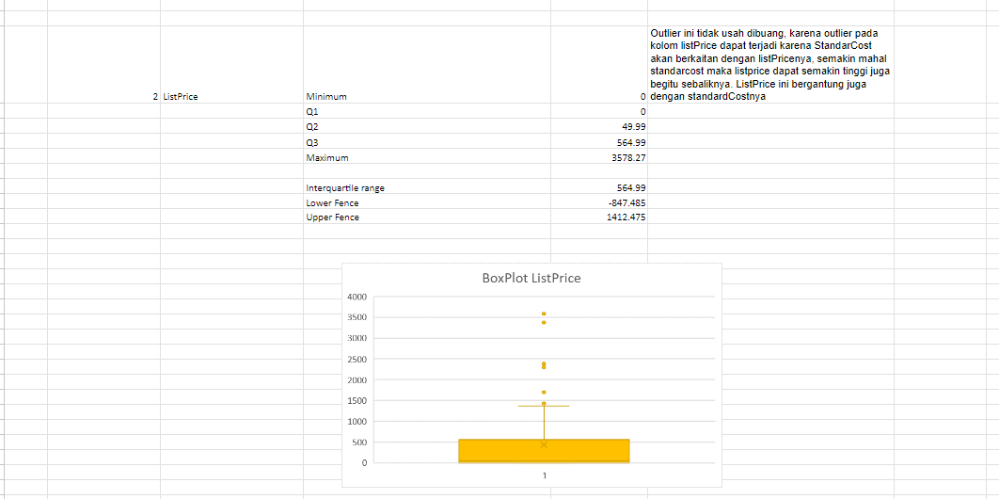 Outlier ini tidak usah dibuang, karena outlier pada
kolom listPrice dapat terjadi karena StandarCost
akan berkaitan dengan listPricenya, semakin mahal
standarcost maka listprice dapat semakin tinggi juga
begitu sebaliknya. ListPrice ini bergantung juga
2 ListPrice Minimum 0 dengan standardCostnya
Q1 0
Q2 49.99
Q3 564.99
Maximum 3578.27
Interquartile range 564.99
Lower Fence -847.485
Upper Fence 1412.475
BoxPlot ListPrice
4000
3500
3000
2500
2000
1500
1000
500
0
1